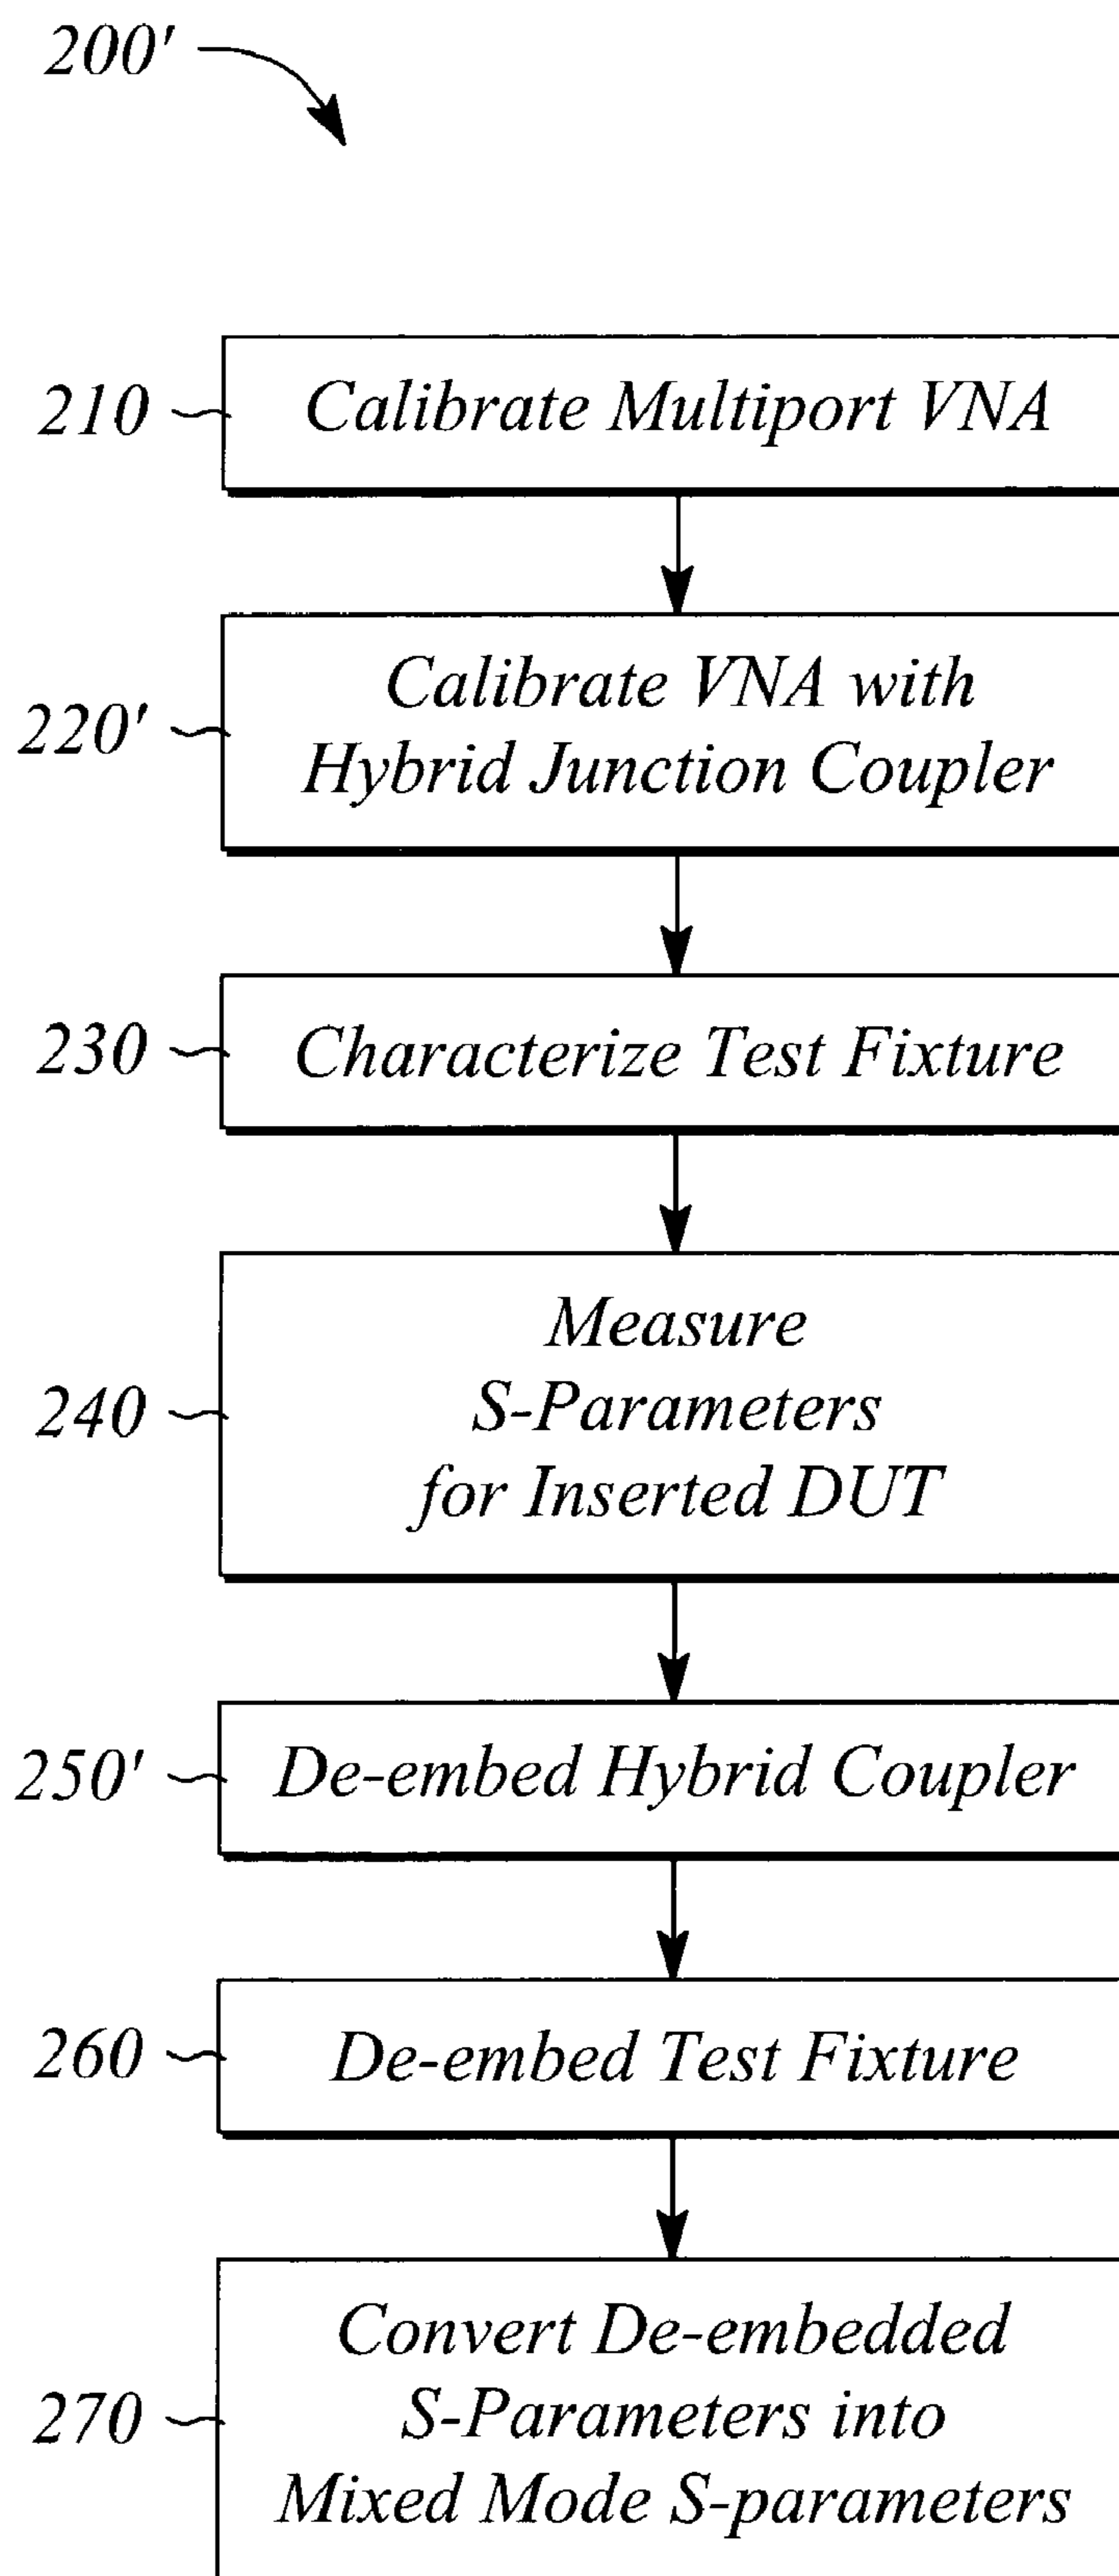 200'
210
Calibrate Multiport VNA
220'
Calibrate VNA with
Hybrid Junction Coupler
230
Characterize Test Fixture
240
Measure
S-Parameters
for Inserted DUT
250'
De-embed Hybrid Coupler
260
De-embed Test Fixture
270
Convert De-embedded
S-Parameters into
Mixed Mode S-parameters